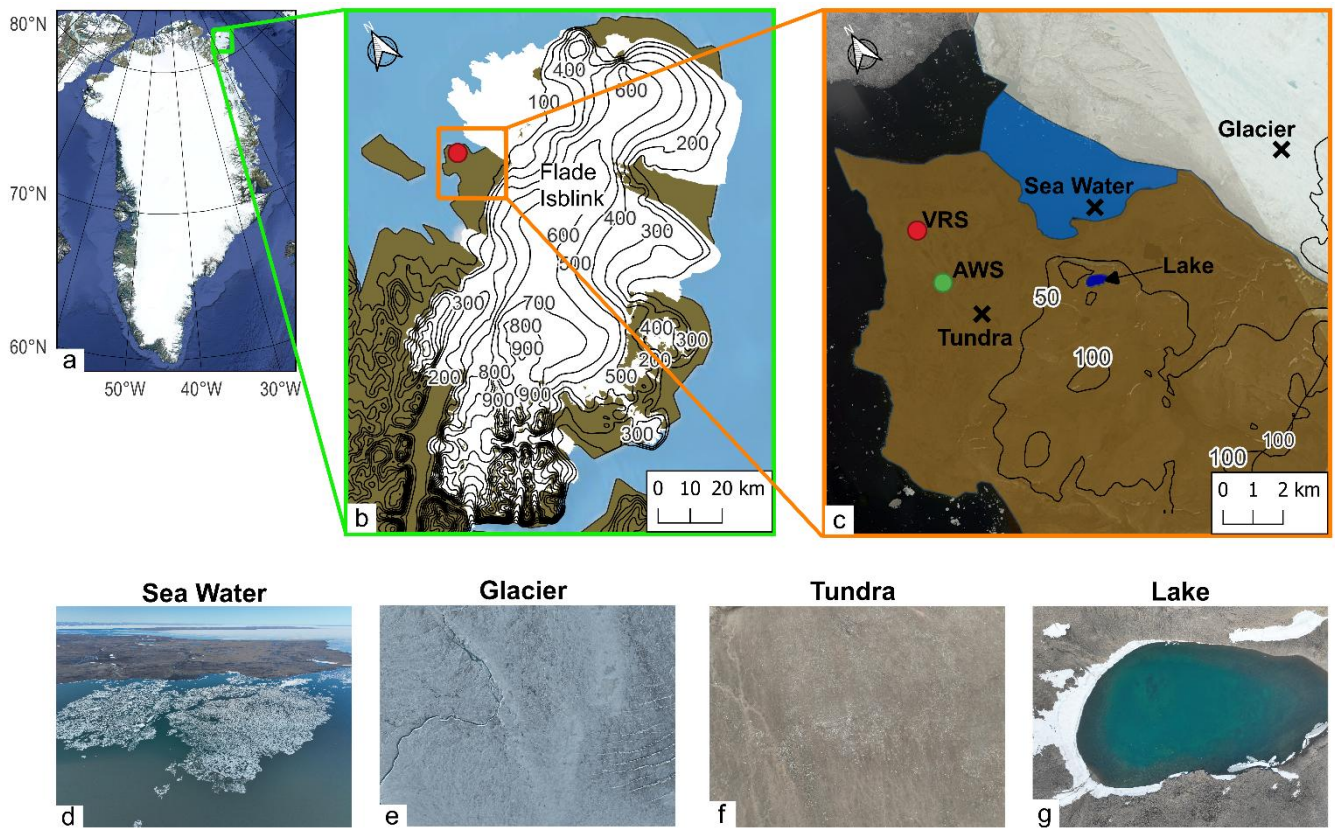 80°N
70°N
60°N
50°W 40°W 30°W
a
N
400
600
100
200
Flade
Isblink
400
300
600
500
300
700
800
900
400
300
200
200
800
500
900
900
300
0 10 20 km
b
N
Glacier
Sea Water
VRS
AWS
Lake
50
Tundra
100
100
100
0 1 2 km
c
Sea Water
Glacier
Tundra
Lake
d
e
f
g